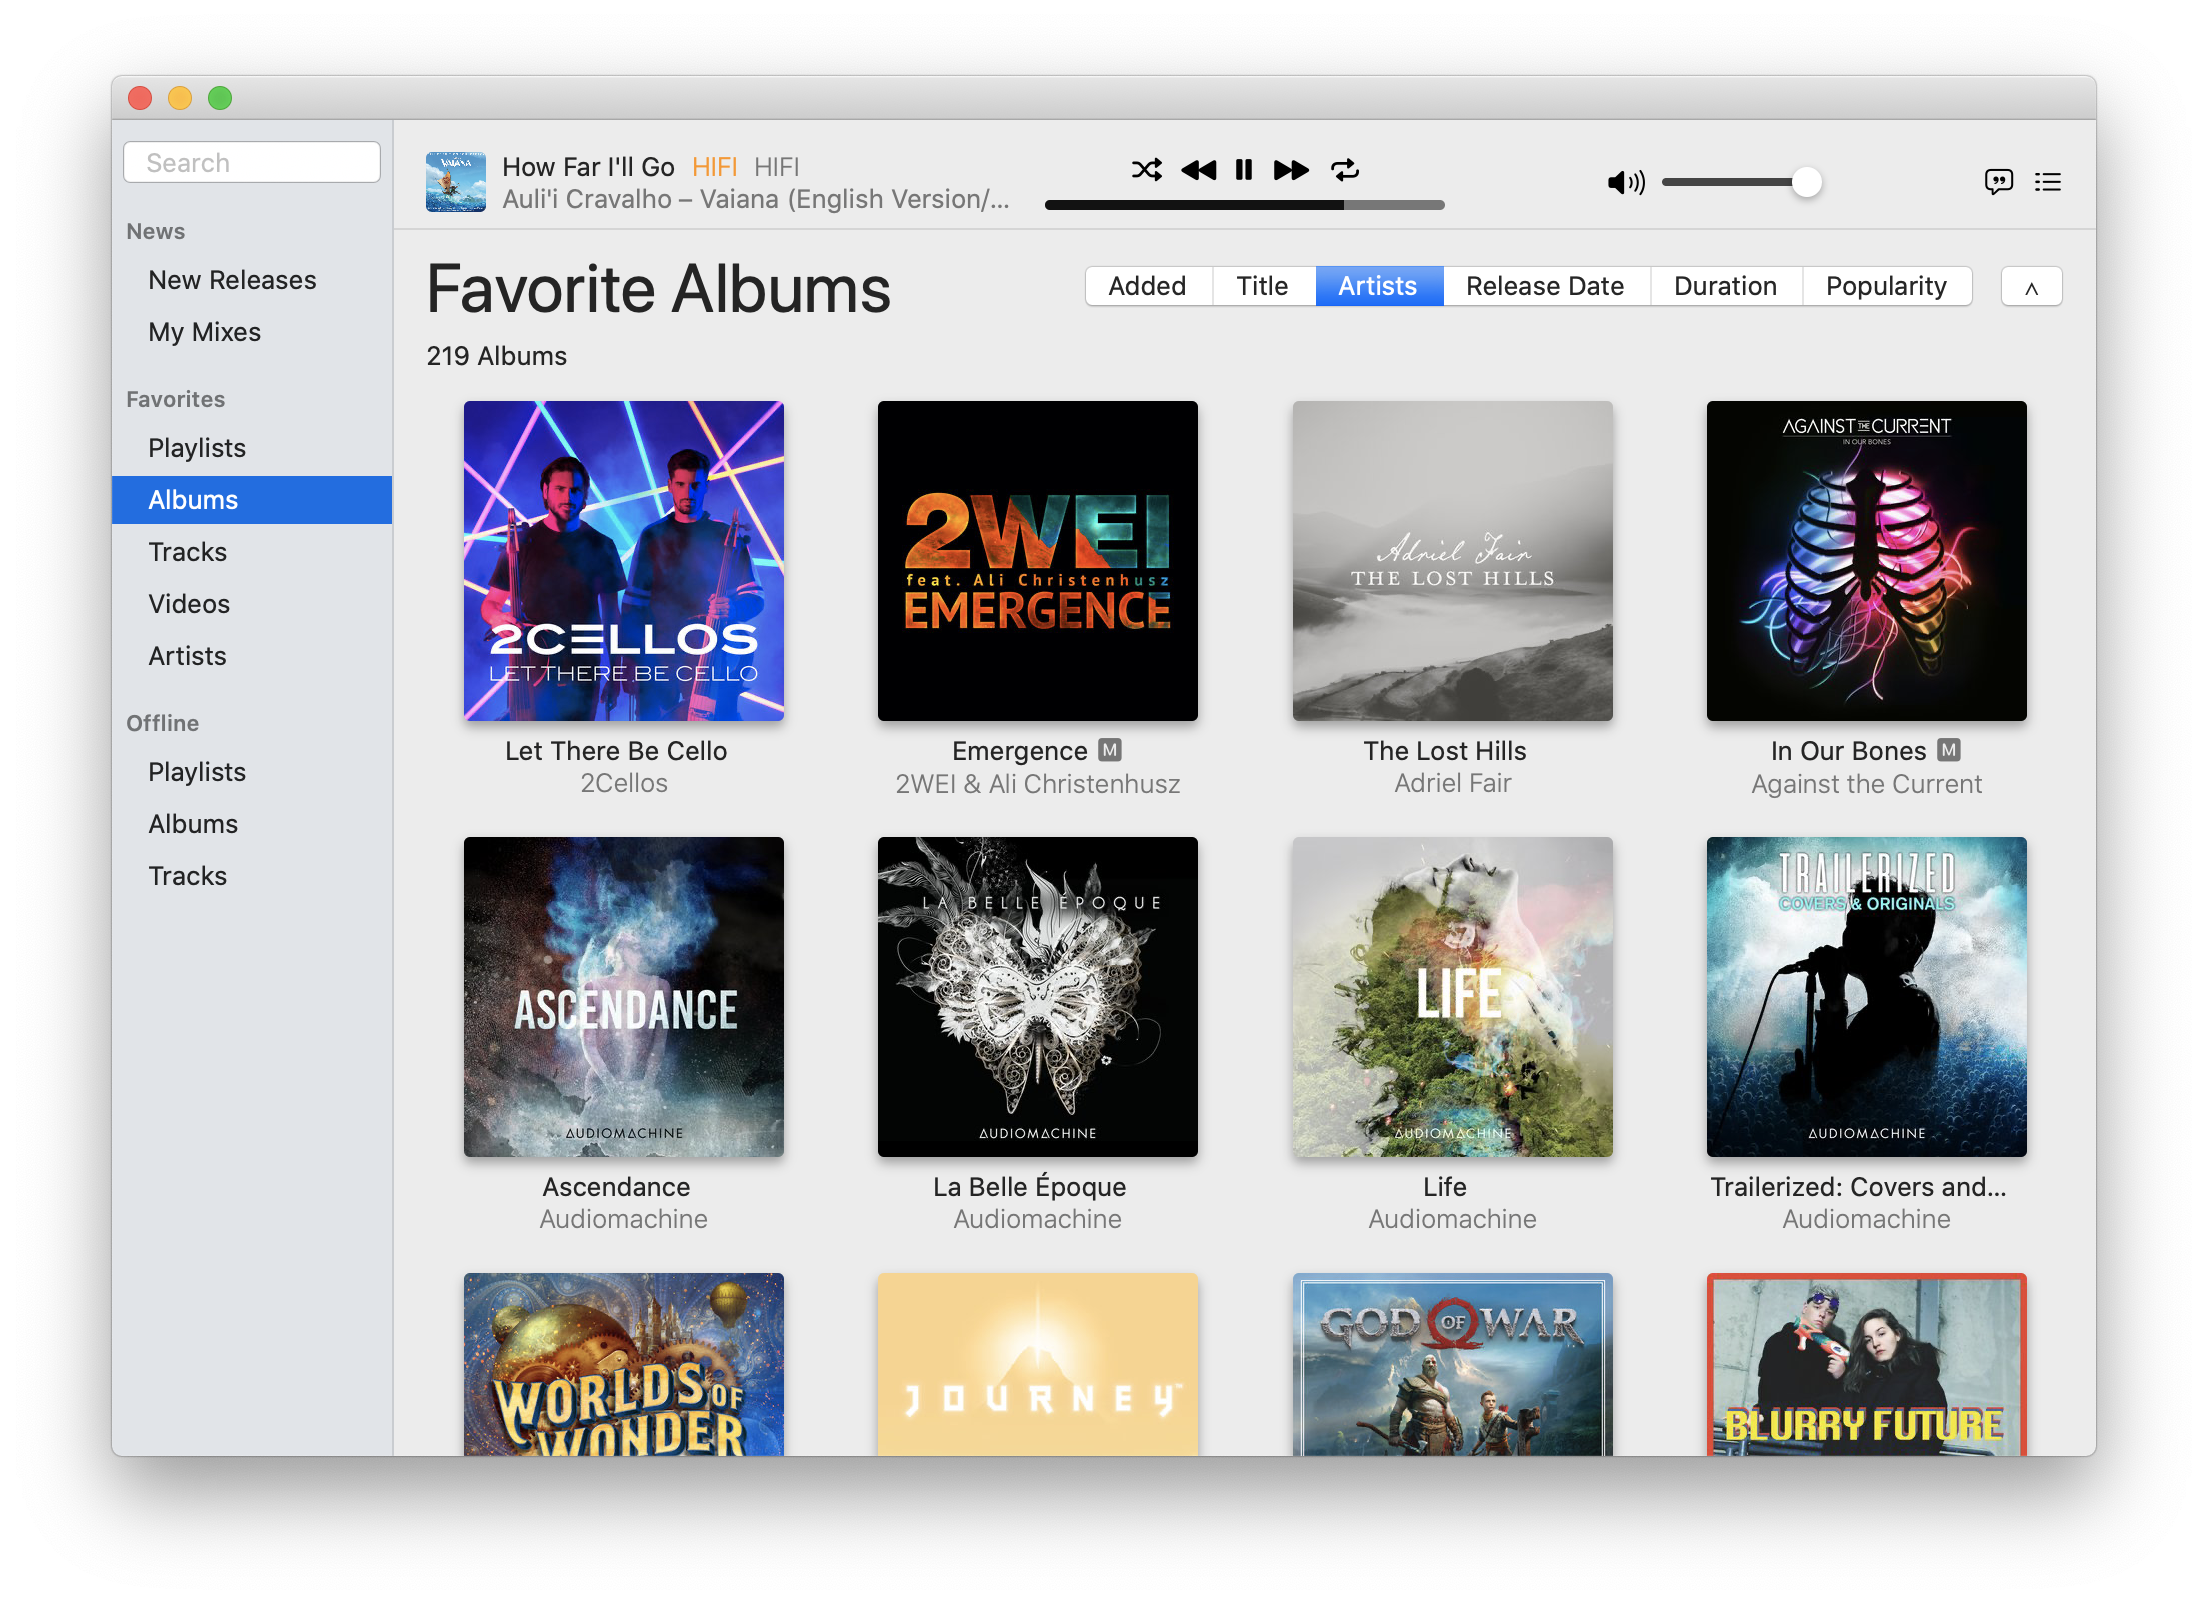 Search
News
New Releases
My Mixes
Favorites
Playlists
Albums
Tracks
Videos
Artists
Offline
Playlists
Albums
Tracks
VAIANA
How Far I'll Go HIFI HIFI
Auli'i Cravalho – Vaiana (English Version/...
Favorite Albums
Added Title Artists Release Date Duration Popularity ^
219 Albums
2CELLOS
LET THERE BE CELLO
Let There Be Cello
2Cellos
2WEI
feat. Ali Christenhusz
EMERGENCE
Emergence M
2WEI & Ali Christenhusz
Adriel Fair
THE LOST HILLS
The Lost Hills
Adriel Fair
AGAINST THE CURRENT
IN OUR BONES
In Our Bones M
Against the Current
ASCENDANCE
AUDIOMACHINE
Ascendance
Audiomachine
LA BELLE ÉPOQUE
AUDIOMACHINE
La Belle Époque
Audiomachine
LIFE
AUDIOMACHINE
Life
Audiomachine
TRAILERIZED
COVERS & ORIGINALS
AUDIOMACHINE
Trailerized: Covers and...
Audiomachine
WORLDS OF
WONDER
JOURNEY™
GOD OF WAR
BLURRY FUTURE